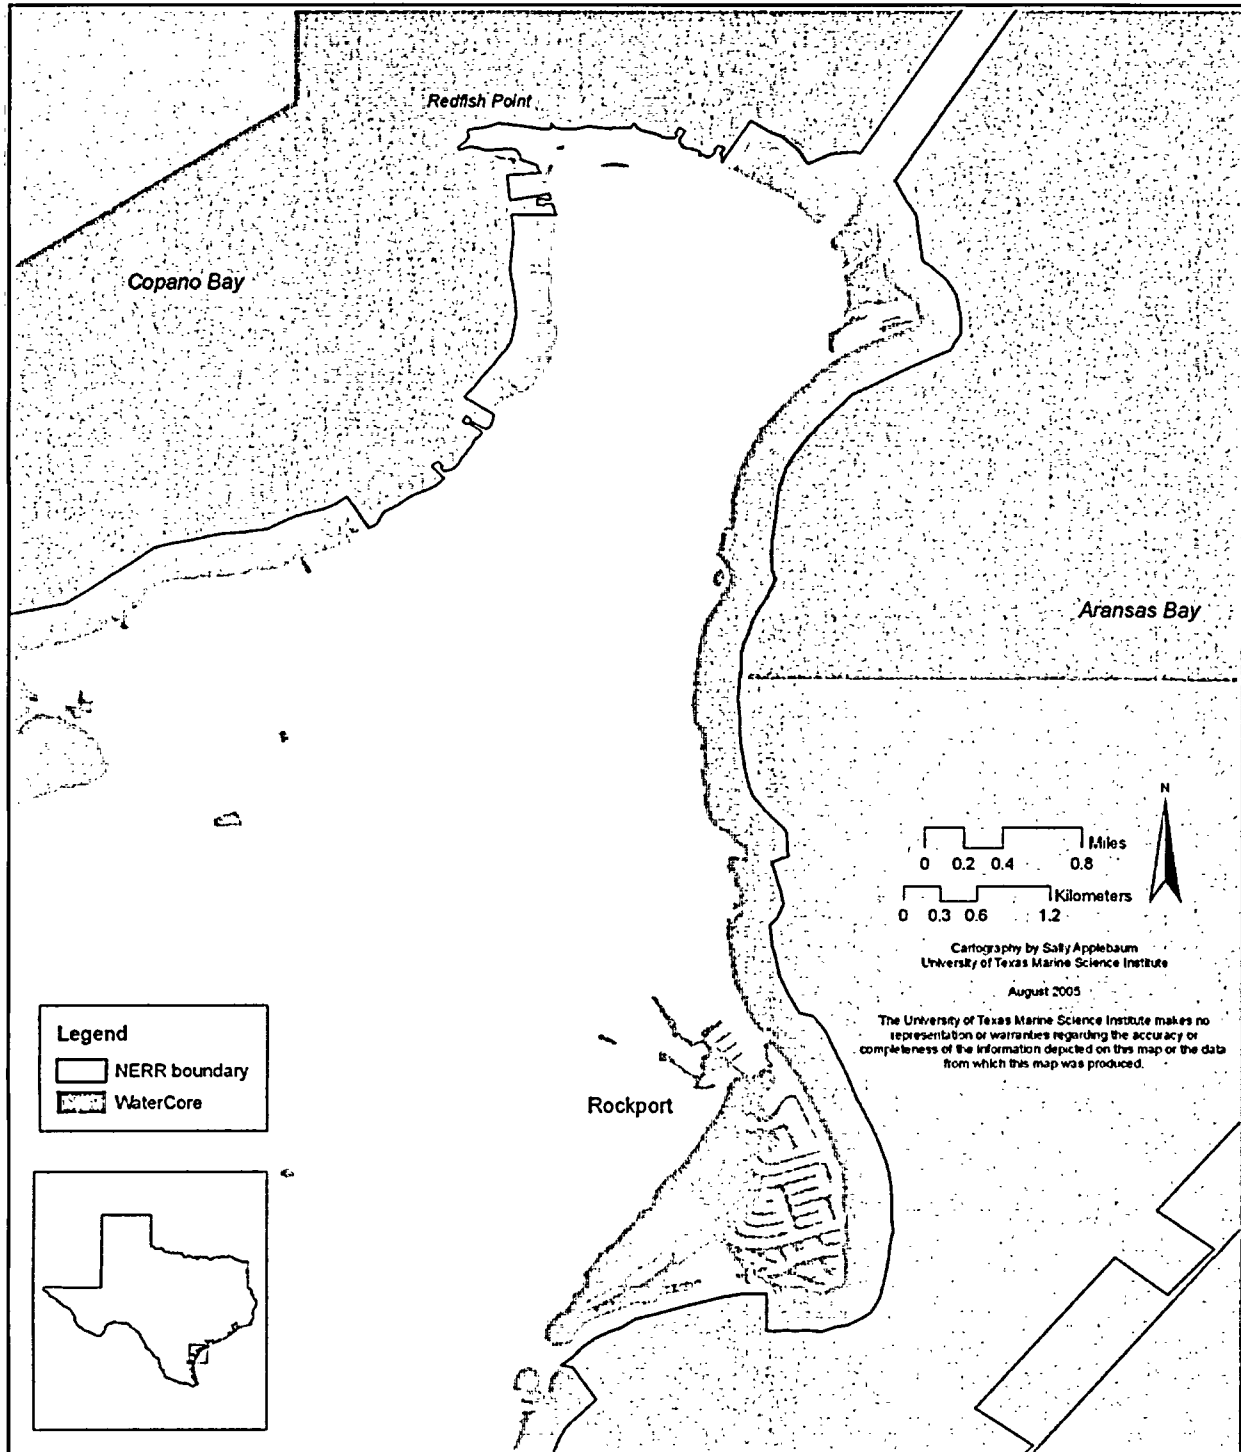 Redfish Point
Copano Bay
Aransas Bay
N
Miles
0 0.2 0.4 0.8
Kilometers
0 0.3 0.6 1.2
Cartography by Sally Applebaum
University of Texas Marine Science Institute
August 2005
The University of Texas Marine Science Institute makes no
representation or warranties regarding the accuracy or
completeness of the information depicted on this map or the data
from which this map was produced.
Legend
NERR boundary
WaterCore
Rockport